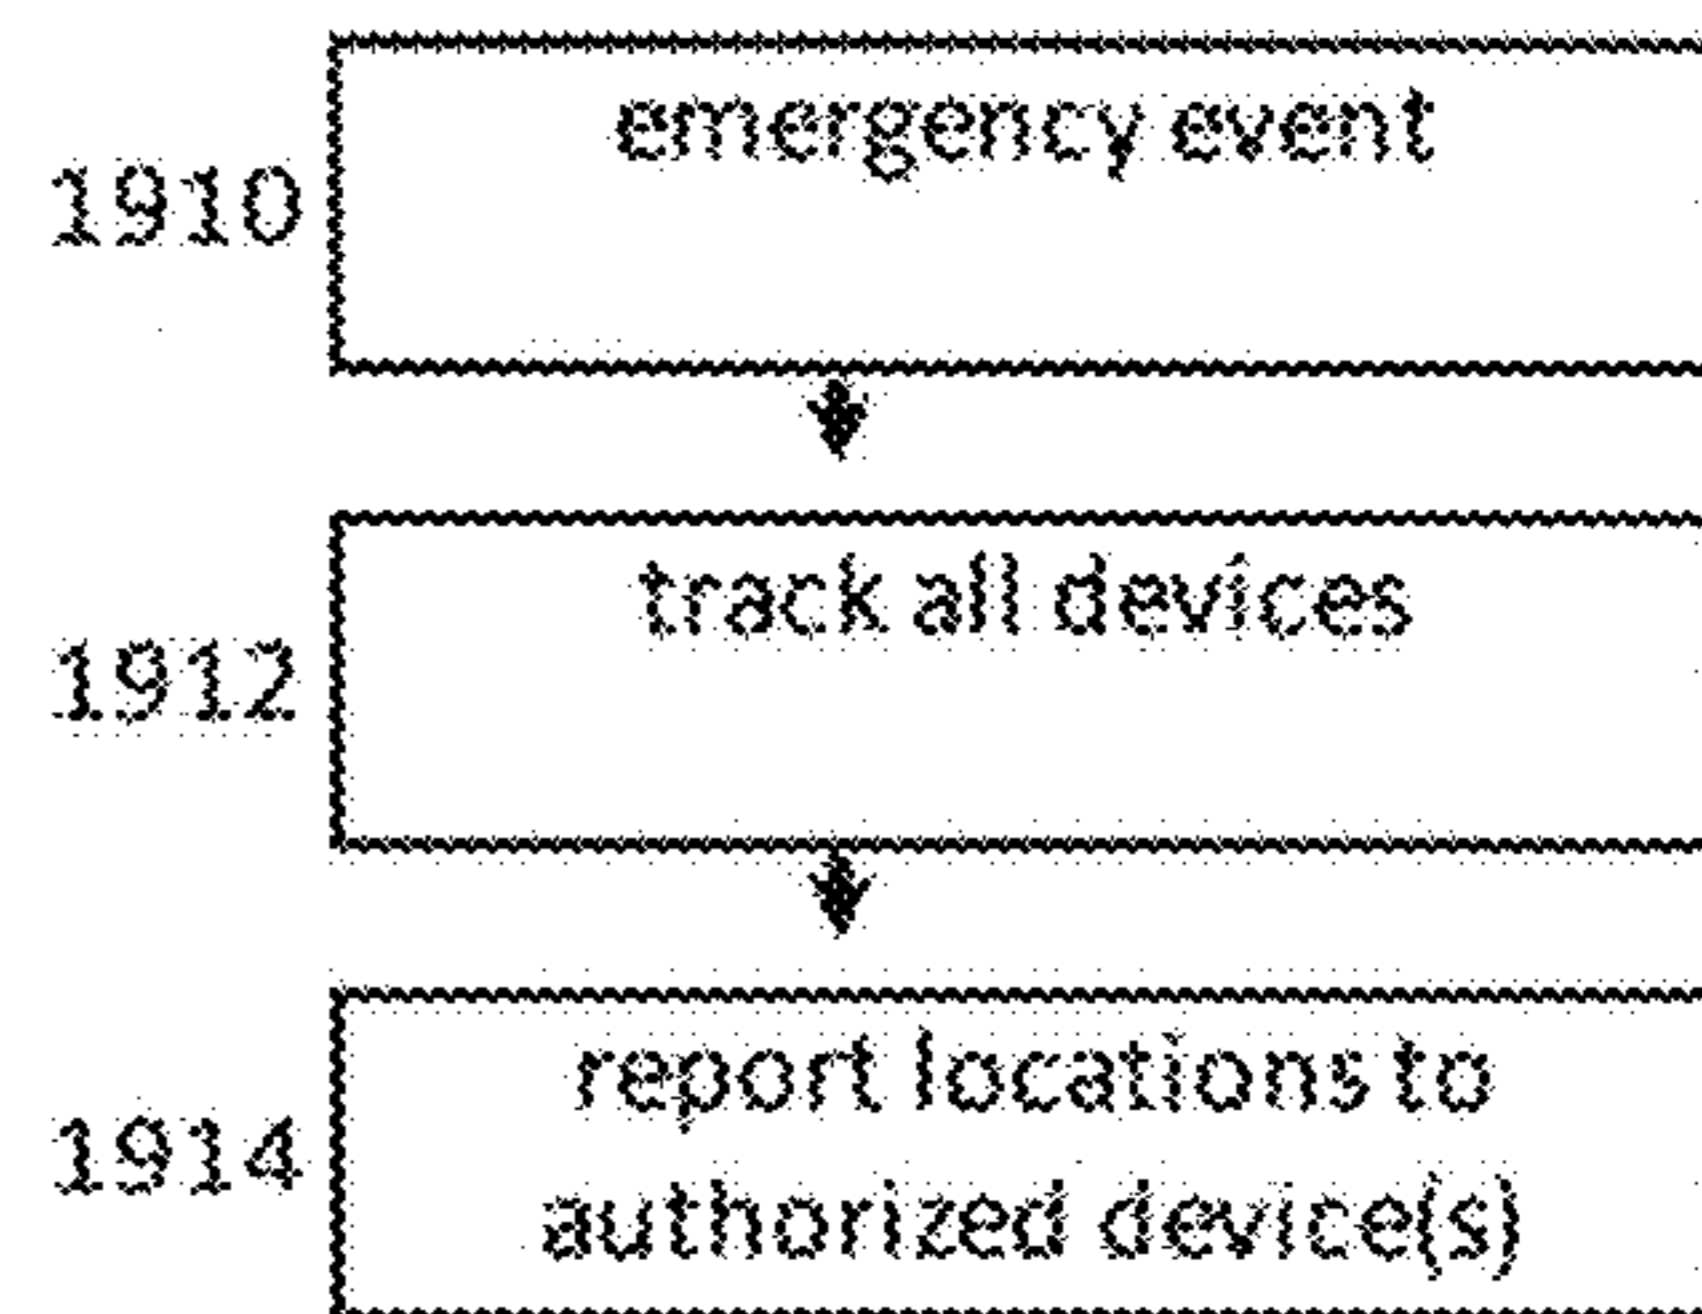 emergency event
1910
track all devices
1912
report locations to
1914
authorized device(s)